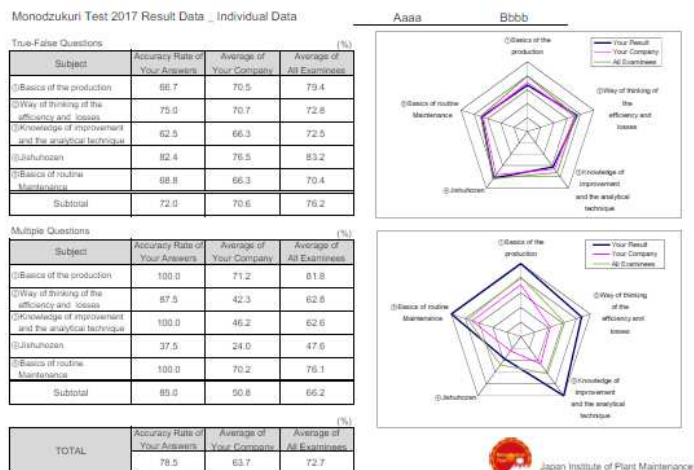 Monodzukuri Test 2017 Result Data _ Individual Data
Aaaa Bbbb
True-False Questions (%)
Subject
Accuracy Rate of
Your Answers
Average of
Your Company
Average of
All Examinees
①Basics of the production 66.7 70.5 79.4
②Way of thinking of the
efficiency and losses
75.0 70.7 72.8
③Knowledge of improvement
and the analytical technique
62.5 66.3 72.5
④Jishuhozen 82.4 76.5 83.2
⑤Basics of routine
Maintenance
68.8 66.3 70.4
Subtotal 72.0 70.6 76.2
①Basics of the
production
②Way of thinking of
the
efficiency and
losses
③Knowledge of
improvement
and the analytical
technique
④Jishuhozen
⑤Basics of routine
Maintenance
Your Result
Your Company
All Examinees
Multiple Questions (%)
Subject
Accuracy Rate of
Your Answers
Average of
Your Company
Average of
All Examinees
①Basics of the production 100.0 71.2 81.8
②Way of thinking of the
efficiency and losses
87.5 42.3 62.8
③Knowledge of improvement
and the analytical technique
100.0 46.2 62.6
④Jishuhozen 37.5 24.0 47.6
⑤Basics of routine
Maintenance
100.0 70.2 76.1
Subtotal 85.0 50.8 66.2
①Basics of the
production
②Way of thinking
of the
efficiency and
losses
③Knowledge of
improvement
and the analytical
technique
④Jishuhozen
⑤Basics of routine
Maintenance
Your Result
Your Company
All Examinees
(%)
TOTAL
Accuracy Rate of
Your Answers
Average of
Your Company
Average of
All Examinees
78.5 63.7 72.7
Japan Institute of Plant Maintenance